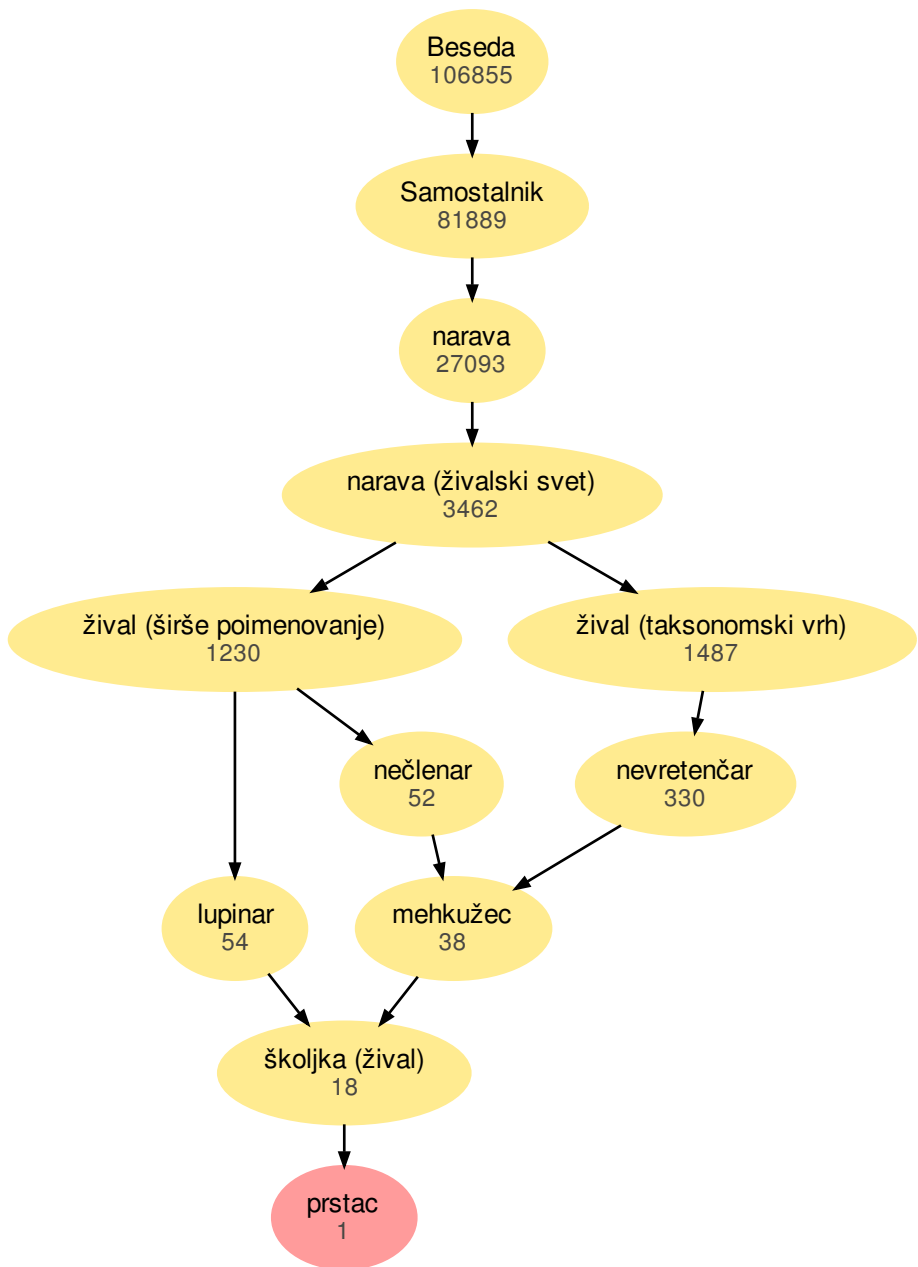 Beseda
106855
Samostalnik
81889
narava
27093
narava (živalski svet)
3462
žival (širše poimenovanje)
1230
žival (taksonomski vrh)
1487
nečlenar
52
nevretenčar
330
lupinar
54
mehkužec
38
školjka (žival)
18
prstac
1